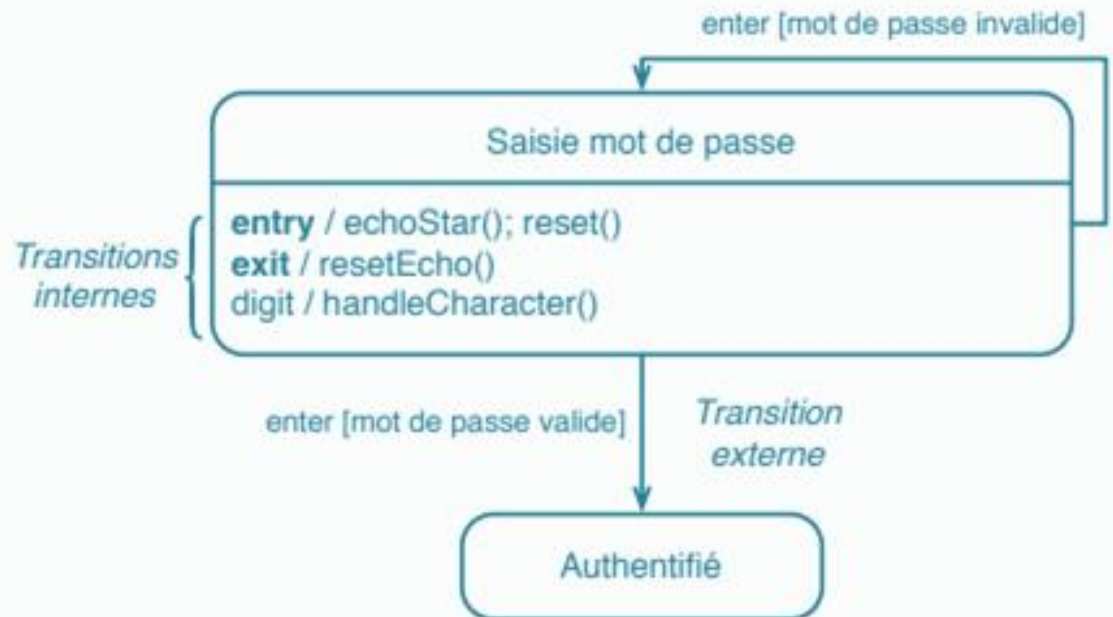 enter [mot de passe invalide]
Saisie mot de passe
entry / echoStar(); reset()
exit / resetEcho()
digit / handleCharacter()
Transitions
internes
enter [mot de passe valide]
Transition
externe
Authentifié